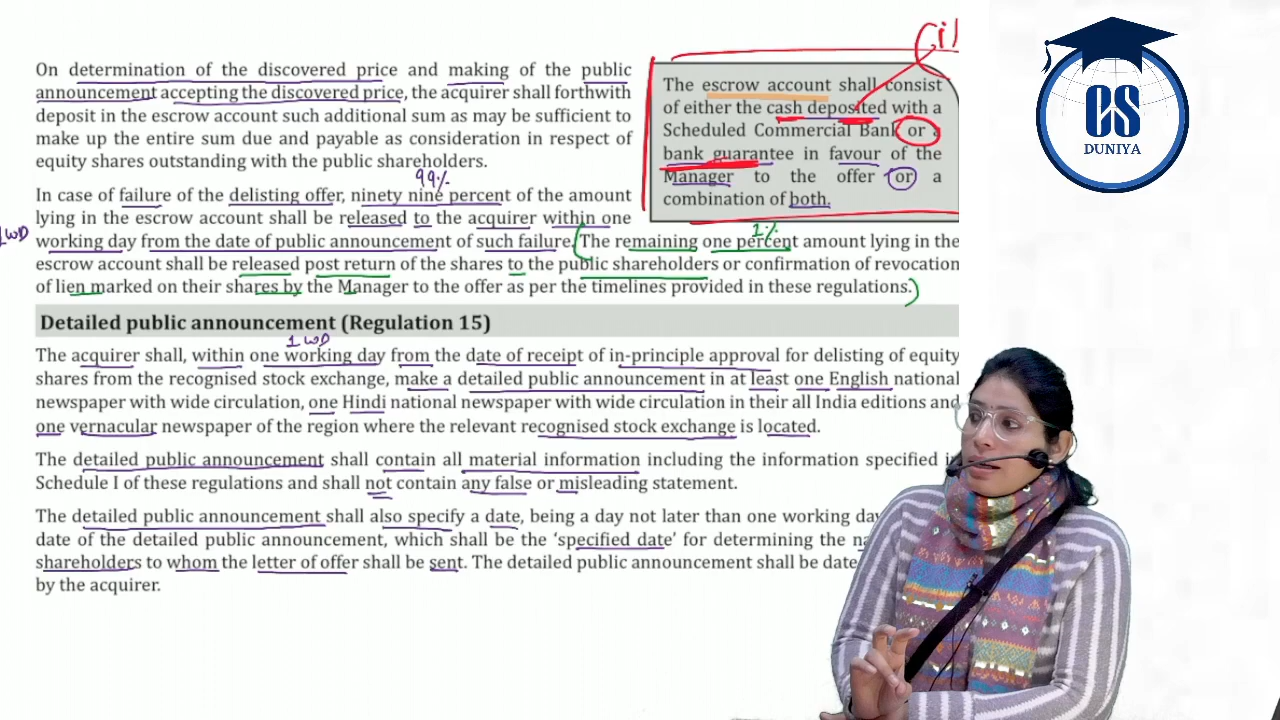 On determination of the discovered price and making of the public
announcement accepting the discovered price, the acquirer shall forthwith
deposit in the escrow account such additional sum as may be sufficient to
make up the entire sum due and payable as consideration in respect of
equity shares outstanding with the public shareholders.
The escrow account shall consist
of either the cash deposited with a
Scheduled Commercial Bank or a
bank guarantee in favour of the
Manager to the offer or a
combination of both.
99%
In case of failure of the delisting offer, ninety nine percent of the amount
lying in the escrow account shall be released to the acquirer within one
1WD
working day from the date of public announcement of such failure. The remaining one percent amount lying in the
1%
escrow account shall be released post return of the shares to the public shareholders or confirmation of revocation
of lien marked on their shares by the Manager to the offer as per the timelines provided in these regulations.
Detailed public announcement (Regulation 15)
1 WD
The acquirer shall, within one working day from the date of receipt of in-principle approval for delisting of equity
shares from the recognised stock exchange, make a detailed public announcement in at least one English national
newspaper with wide circulation, one Hindi national newspaper with wide circulation in their all India editions and
one vernacular newspaper of the region where the relevant recognised stock exchange is located.
The detailed public announcement shall contain all material information including the information specified
Schedule I of these regulations and shall not contain any false or misleading statement.
The detailed public announcement shall also specify a date, being a day not later than one working
date of the detailed public announcement, which shall be the 'specified date' for determining the
shareholders to whom the letter of offer shall be sent. The detailed public announcement shall be
by the acquirer.
CS
DUNIYA